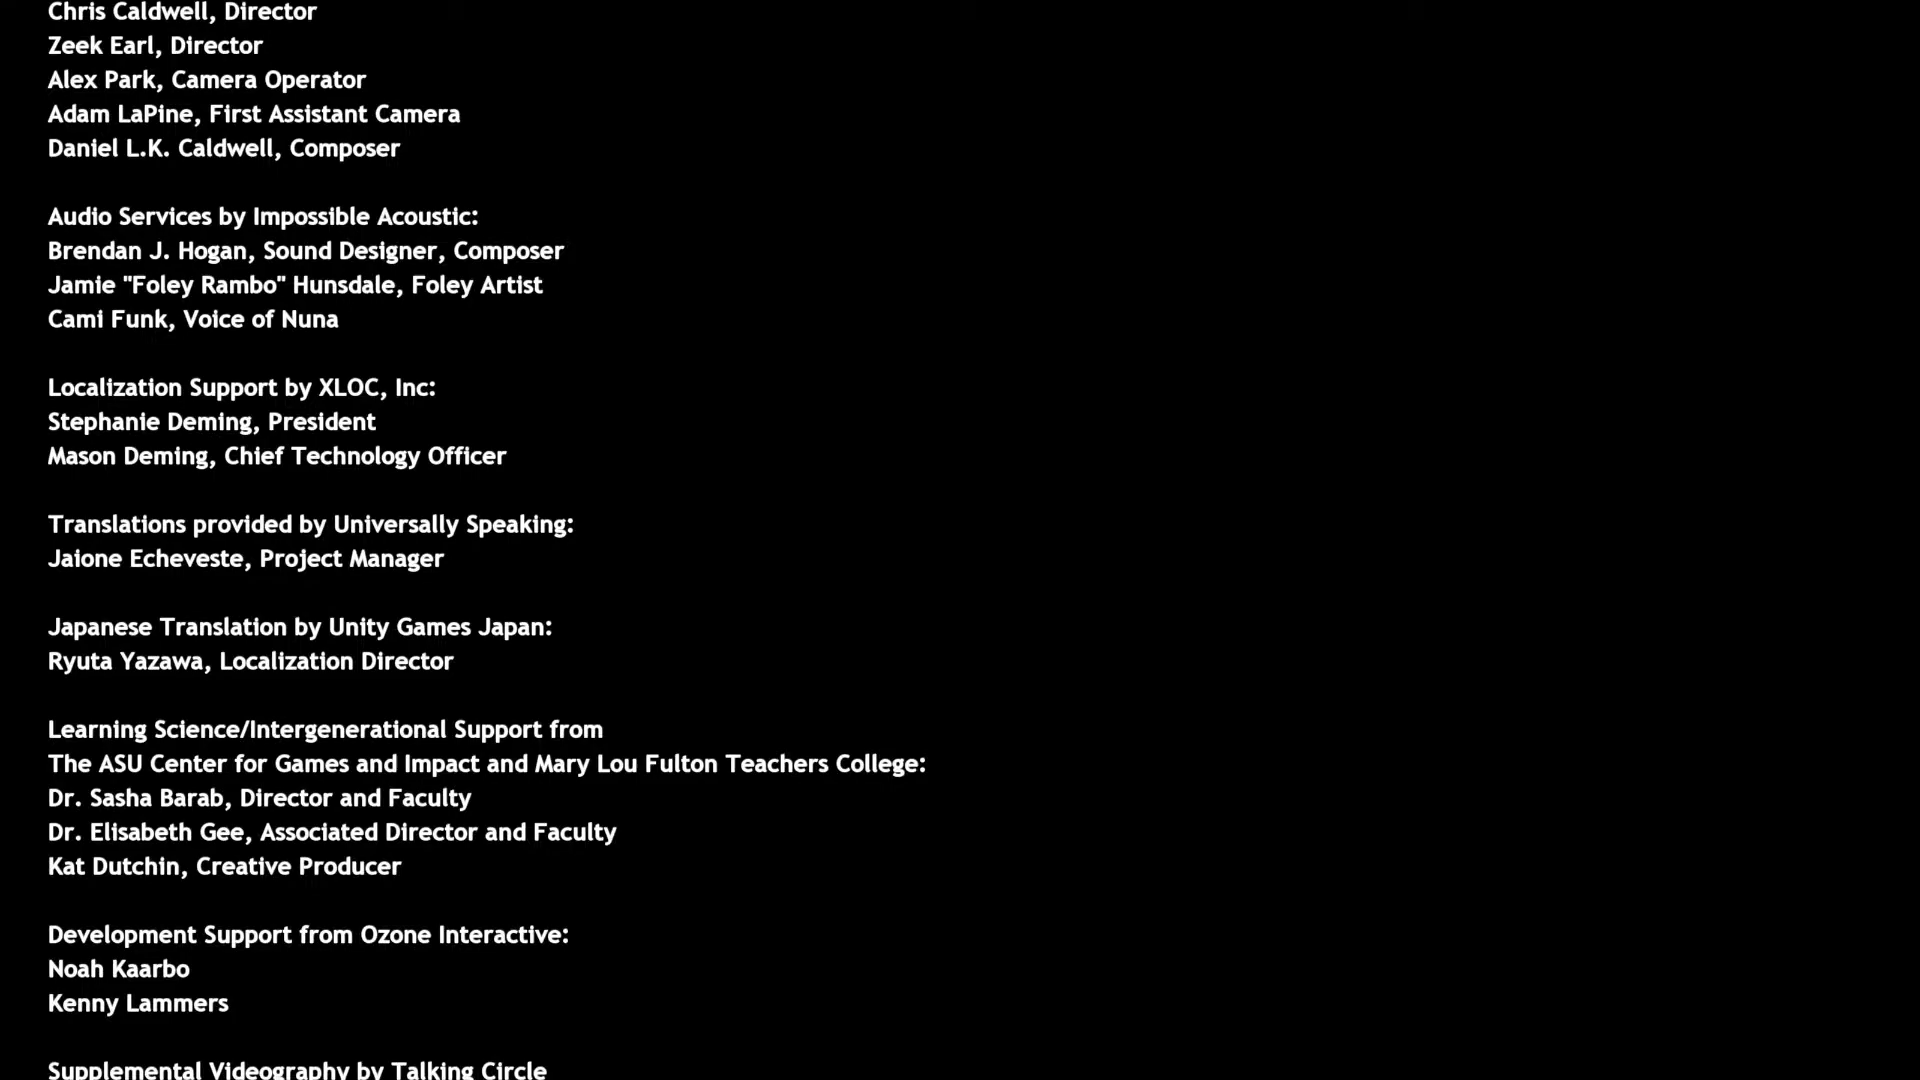 Chris Caldwell, Director
Zeek Earl, Director
Alex Park, Camera Operator
Adam LaPine, First Assistant Camera
Daniel L.K. Caldwell, Composer
Audio Services by Impossible Acoustic:
Brendan J. Hogan, Sound Designer, Composer
Jamie "Foley Rambo" Hunsdale, Foley Artist
Cami Funk, Voice of Nuna
Localization Support by XLOC, Inc:
Stephanie Deming, President
Mason Deming, Chief Technology Officer
Translations provided by Universally Speaking:
Jaione Echeveste, Project Manager
Japanese Translation by Unity Games Japan:
Ryuta Yazawa, Localization Director
Learning Science/Intergenerational Support from
The ASU Center for Games and Impact and Mary Lou Fulton Teachers College:
Dr. Sasha Barab, Director and Faculty
Dr. Elisabeth Gee, Associated Director and Faculty
Kat Dutchin, Creative Producer
Development Support from Ozone Interactive:
Noah Kaarbo
Kenny Lammers
Supplemental Videography by Talking Circle